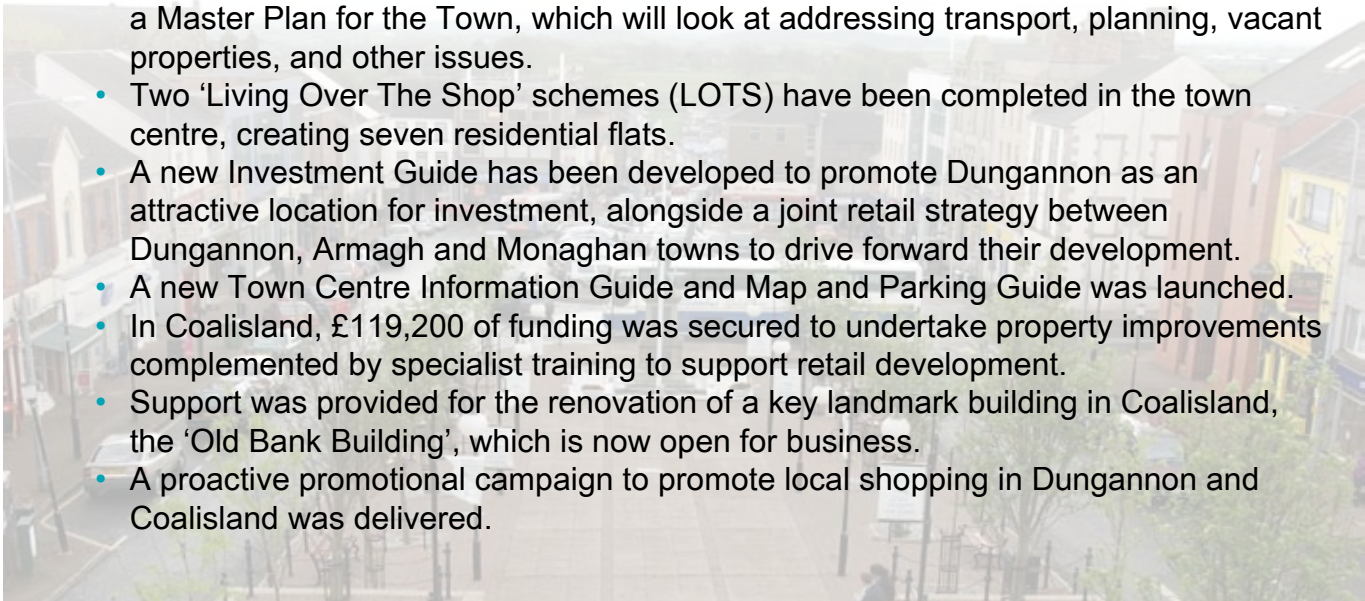 a Master Plan for the Town, which will look at addressing transport, planning, vacant
properties, and other issues.
• Two ‘Living Over The Shop’ schemes (LOTS) have been completed in the town
centre, creating seven residential flats.
• A new Investment Guide has been developed to promote Dungannon as an
attractive location for investment, alongside a joint retail strategy between
Dungannon, Armagh and Monaghan towns to drive forward their development.
• A new Town Centre Information Guide and Map and Parking Guide was launched.
• In Coalisland, £119,200 of funding was secured to undertake property improvements
complemented by specialist training to support retail development.
• Support was provided for the renovation of a key landmark building in Coalisland,
the ‘Old Bank Building’, which is now open for business.
• A proactive promotional campaign to promote local shopping in Dungannon and
Coalisland was delivered.